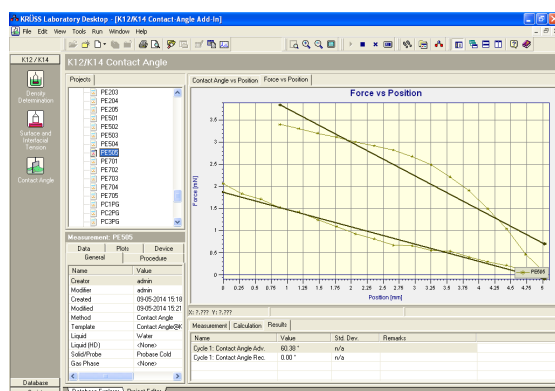 KRÜSS Laboratory Desktop - [K12/K14 Contact-Angle Add-In]
File Edit View Tools Run Window Help
K12 / K14
K12/K14 Contact Angle
Density
Determination
Surface and
Interfacial
Tension
Contact Angle
Database
Projects
PE203
PE204
PE205
PE501
PE502
PE503
PE504
PE505
PE701
PE702
PE703
PE704
PE705
PC1PG
PC2PG
PC3PG
Measurement: PE505
Data Plots Device
General Procedure
Name Value
Creator admin
Modifier admin
Created 09-05-2014 15:18
Modified 09-05-2014 15:21
Method Contact Angle
Template Contact Angle@K
Liquid Water
Liquid (HD) <None>
Solid/Probe Probase Cold
Gas Phase <None>
Contact Angle vs Position Force vs Position
Force vs Position
Force [mN]
3.5
3
2.5
2
1.5
1
0.5
0
0 0.25 0.5 0.75 1 1.25 1.5 1.75 2 2.25 2.5 2.75 3 3.25 3.5 3.75 4 4.25 4.5 4.75 5
Position [mm]
PE505
X: ?.??? Y: ?.???
Measurement Calculation Results
Name Value Std. Dev. Remarks
Cycle 1: Contact Angle Adv. 60.38 ° n/a
Cycle 1: Contact Angle Rec. 0.00 ° n/a
Database Explorer Project Editor